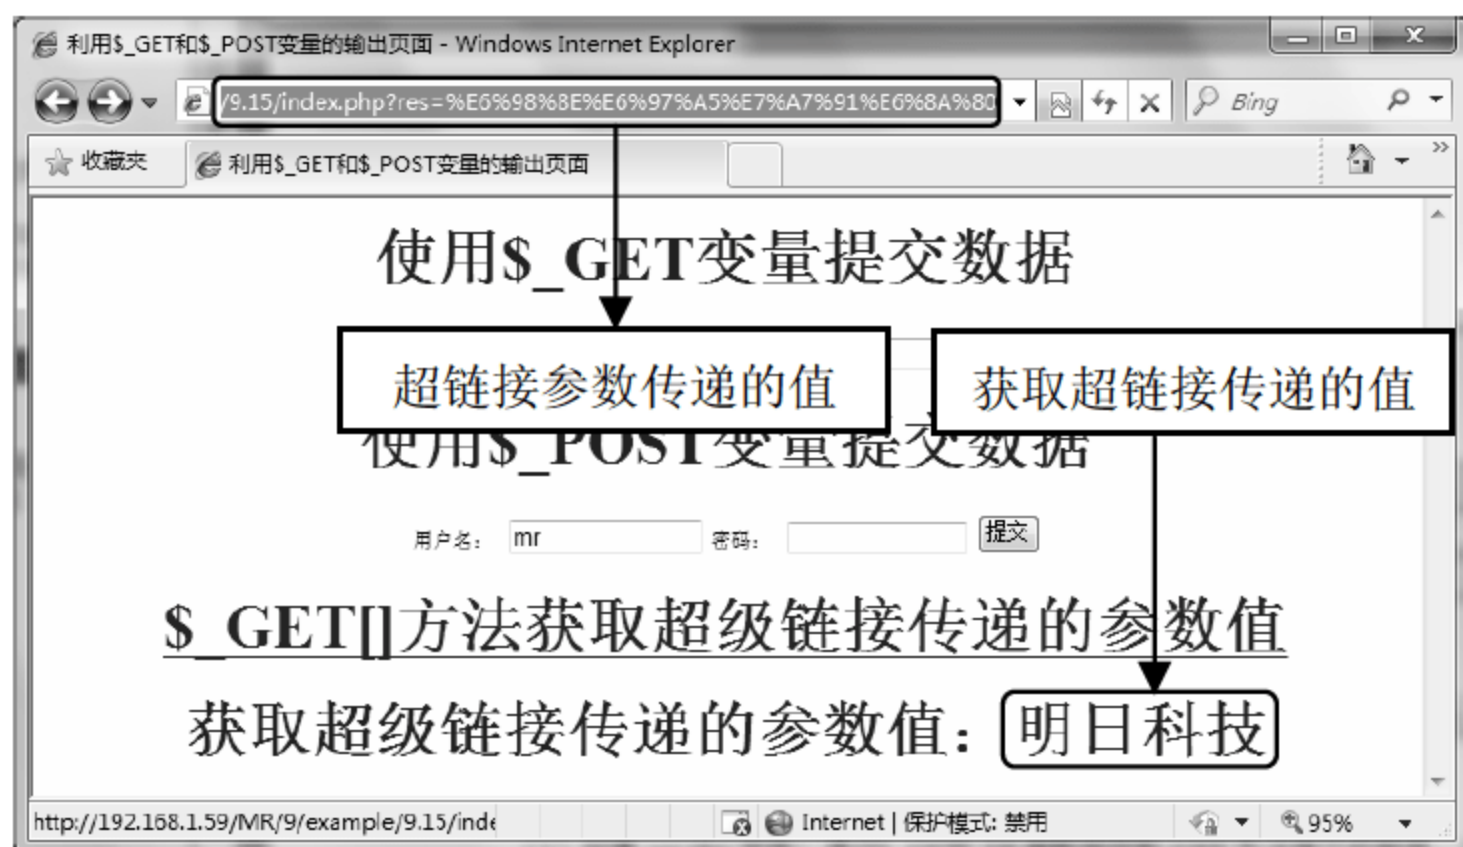 利用$_GET和$_POST变量的输出页面 - Windows Internet Explorer
/9.15/index.php?res=%E6%98%8E%E6%97%A5%E7%A7%91%E6%8A%80
Bing
收藏夹
利用$_GET和$_POST变量的输出页面
使用$_GET变量提交数据
超链接参数传递的值
获取超链接传递的值
使用$_POST变量提交数据
用户名：
mr
密码：
提交
$_GET[]方法获取超级链接传递的参数值
获取超级链接传递的参数值：明日科技
http://192.168.1.59/MR/9/example/9.15/inde
Internet | 保护模式: 禁用
95%